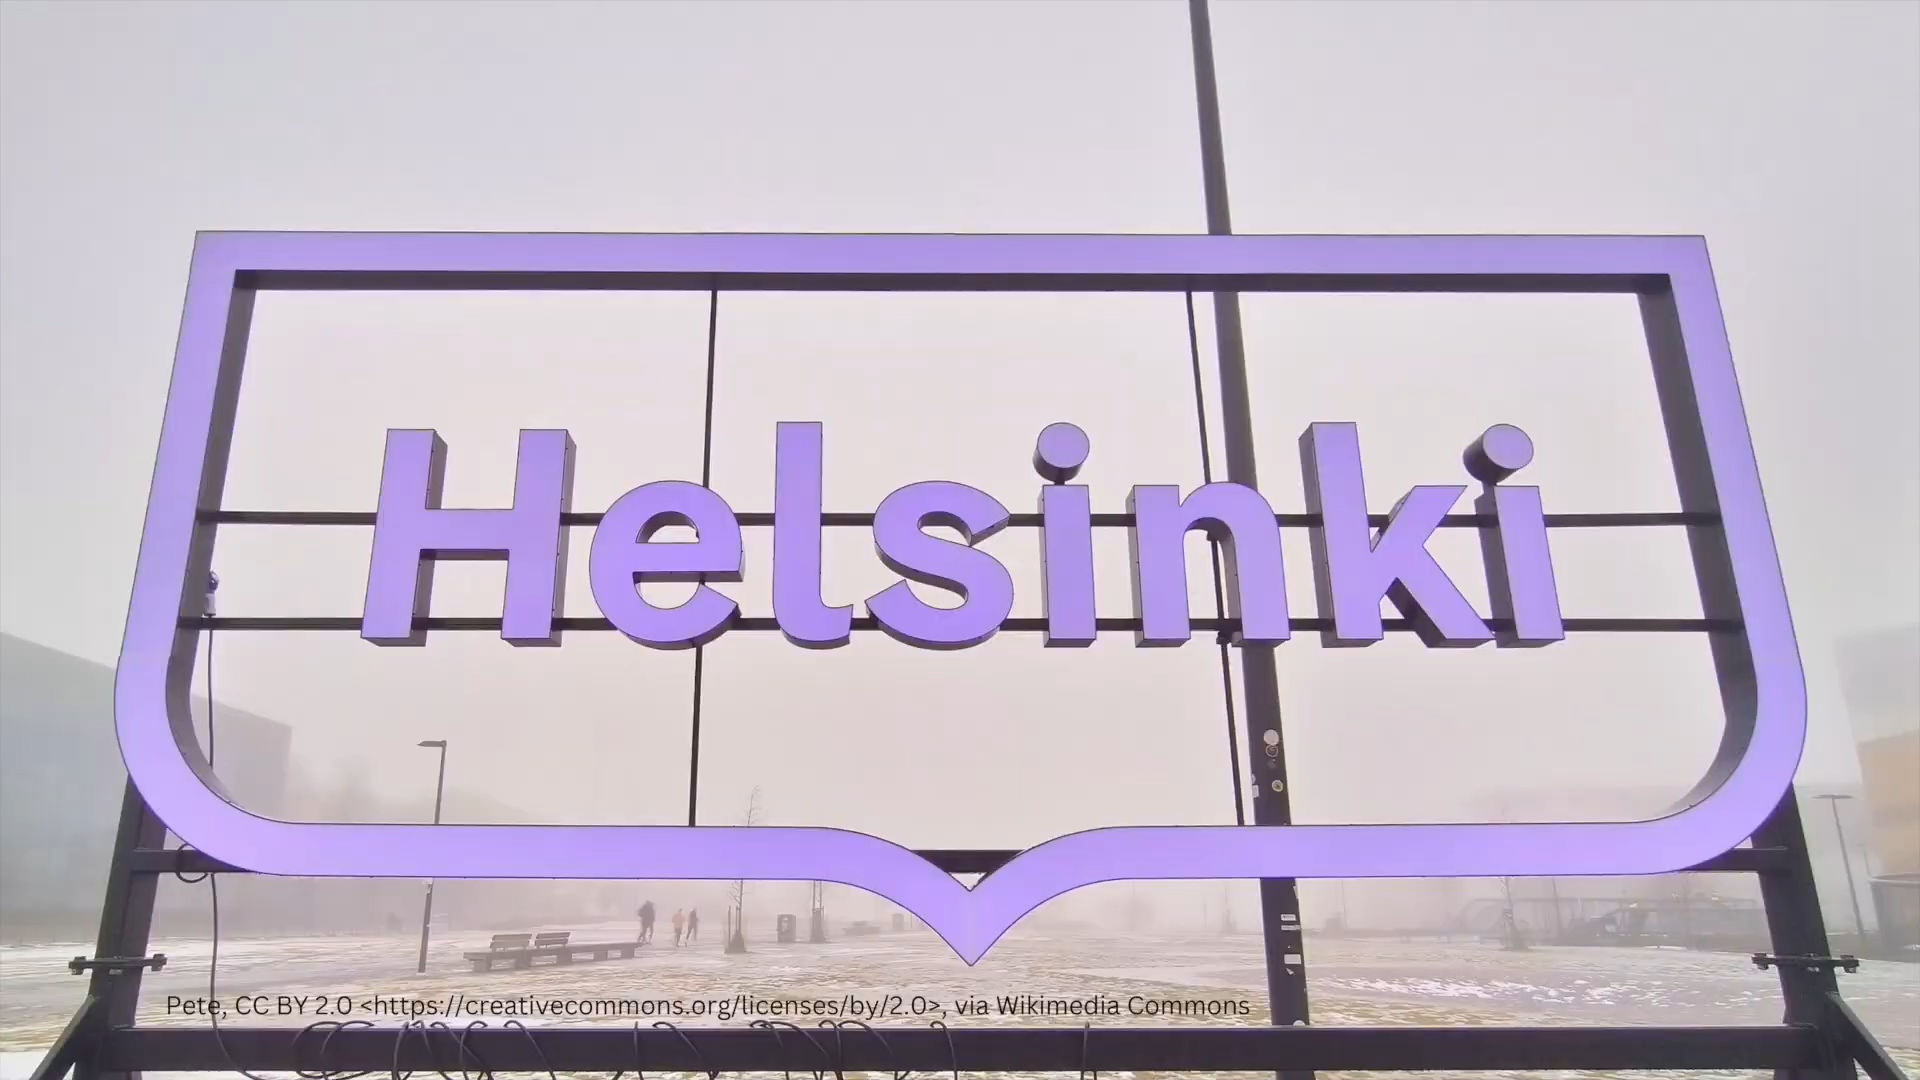 Helsinki
Pete, CC BY 2.0 <https://creativecommons.org/licenses/by/2.0>, via Wikimedia Commons